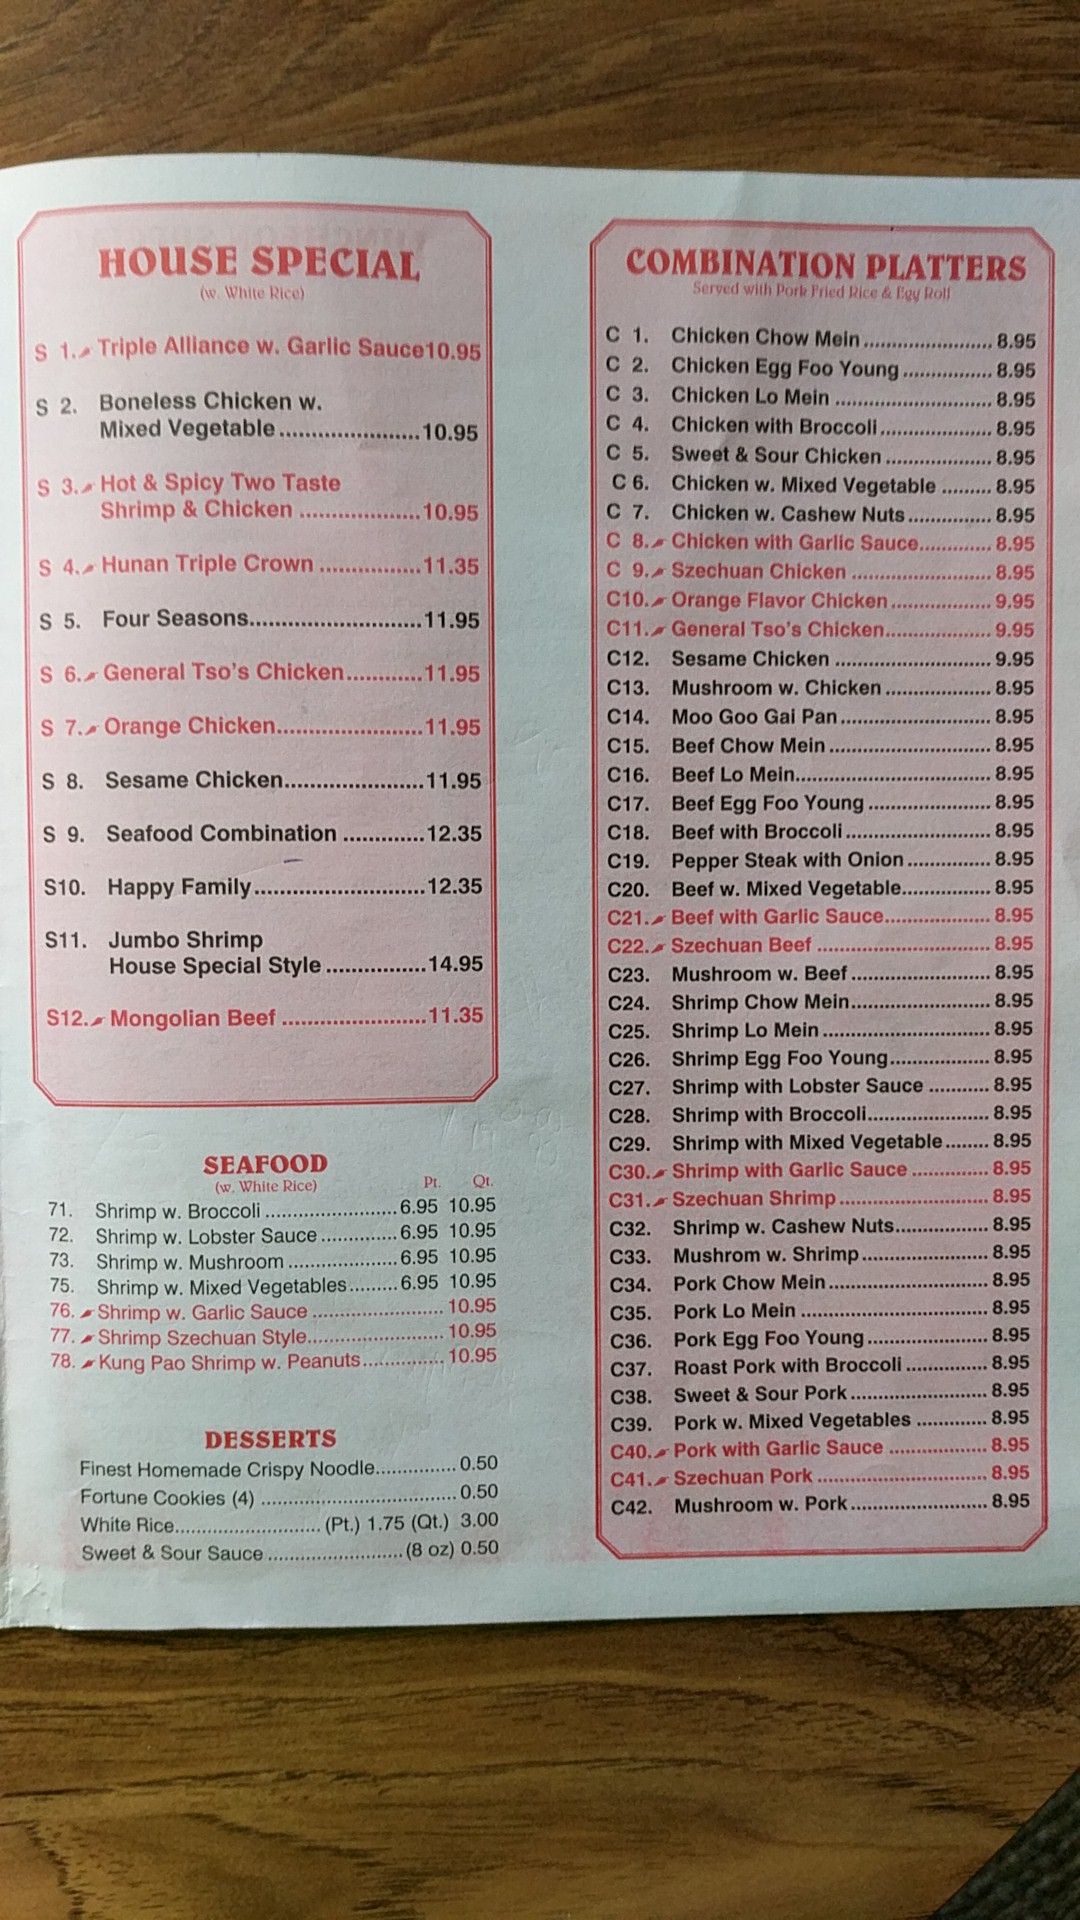 HOUSE SPECIAL
(w. White Rice)
S 1. Triple Alliance w. Garlic Sauce10.95
S 2. Boneless Chicken w.
Mixed Vegetable.....................10.95
S 3. Hot & Spicy Two Taste
Shrimp & Chicken ..................10.95
S 4. Hunan Triple Crown ...............11.35
S 5. Four Seasons..........................11.95
S 6. General Tso's Chicken............11.95
S 7. Orange Chicken......................11.95
S 8. Sesame Chicken.....................11.95
S 9. Seafood Combination ............12.35
S10. Happy Family..........................12.35
S11. Jumbo Shrimp
House Special Style ...............14.95
S12. Mongolian Beef ......................11.35
SEAFOOD
(w. White Rice) Pt. Qt.
71. Shrimp w. Broccoli ........................6.95 10.95
72. Shrimp w. Lobster Sauce ..............6.95 10.95
73. Shrimp w. Mushroom ....................6.95 10.95
75. Shrimp w. Mixed Vegetables.........6.95 10.95
76. Shrimp w. Garlic Sauce ........................ 10.95
77. Shrimp Szechuan Style......................... 10.95
78. Kung Pao Shrimp w. Peanuts............... 10.95
DESSERTS
Finest Homemade Crispy Noodle............... 0.50
Fortune Cookies (4) .................................... 0.50
White Rice........................... (Pt.) 1.75 (Qt.) 3.00
Sweet & Sour Sauce ......................... (8 oz) 0.50
COMBINATION PLATTERS
Served with Pork Fried Rice & Egg Roll
C 1. Chicken Chow Mein ...................... 8.95
C 2. Chicken Egg Foo Young ............... 8.95
C 3. Chicken Lo Mein ........................... 8.95
C 4. Chicken with Broccoli................... 8.95
C 5. Sweet & Sour Chicken .................. 8.95
C 6. Chicken w. Mixed Vegetable ......... 8.95
C 7. Chicken w. Cashew Nuts.............. 8.95
C 8. Chicken with Garlic Sauce............ 8.95
C 9. Szechuan Chicken ........................ 8.95
C10. Orange Flavor Chicken ................. 9.95
C11. General Tso's Chicken.................. 9.95
C12. Sesame Chicken ........................... 9.95
C13. Mushroom w. Chicken .................. 8.95
C14. Moo Goo Gai Pan .......................... 8.95
C15. Beef Chow Mein ............................ 8.95
C16. Beef Lo Mein.................................. 8.95
C17. Beef Egg Foo Young ..................... 8.95
C18. Beef with Broccoli ......................... 8.95
C19. Pepper Steak with Onion .............. 8.95
C20. Beef w. Mixed Vegetable............... 8.95
C21. Beef with Garlic Sauce.................. 8.95
C22. Szechuan Beef .............................. 8.95
C23. Mushroom w. Beef ........................ 8.95
C24. Shrimp Chow Mein........................ 8.95
C25. Shrimp Lo Mein ............................. 8.95
C26. Shrimp Egg Foo Young................. 8.95
C27. Shrimp with Lobster Sauce .......... 8.95
C28. Shrimp with Broccoli..................... 8.95
C29. Shrimp with Mixed Vegetable....... 8.95
C30. Shrimp with Garlic Sauce ............. 8.95
C31. Szechuan Shrimp .......................... 8.95
C32. Shrimp w. Cashew Nuts................ 8.95
C33. Mushrom w. Shrimp ...................... 8.95
C34. Pork Chow Mein ............................ 8.95
C35. Pork Lo Mein ................................ 8.95
C36. Pork Egg Foo Young ..................... 8.95
C37. Roast Pork with Broccoli .............. 8.95
C38. Sweet & Sour Pork ........................ 8.95
C39. Pork w. Mixed Vegetables ............ 8.95
C40. Pork with Garlic Sauce ................. 8.95
C41. Szechuan Pork .............................. 8.95
C42. Mushroom w. Pork ........................ 8.95